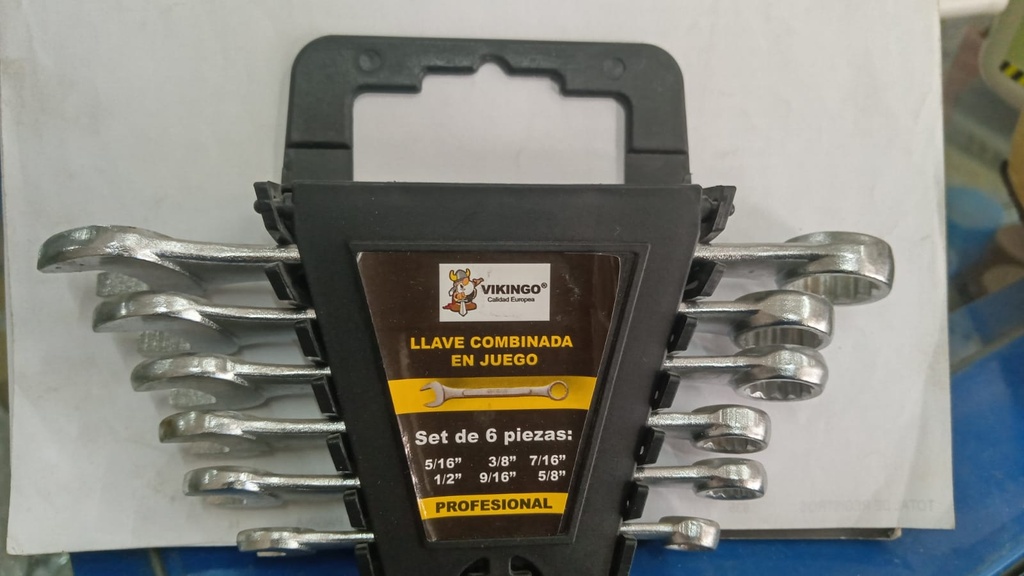 VIKINGO®
Calidad Europea
LLAVE COMBINADA
EN JUEGO
Set de 6 piezas:
5/16” 3/8” 7/16”
1/2” 9/16” 5/8”
PROFESIONAL